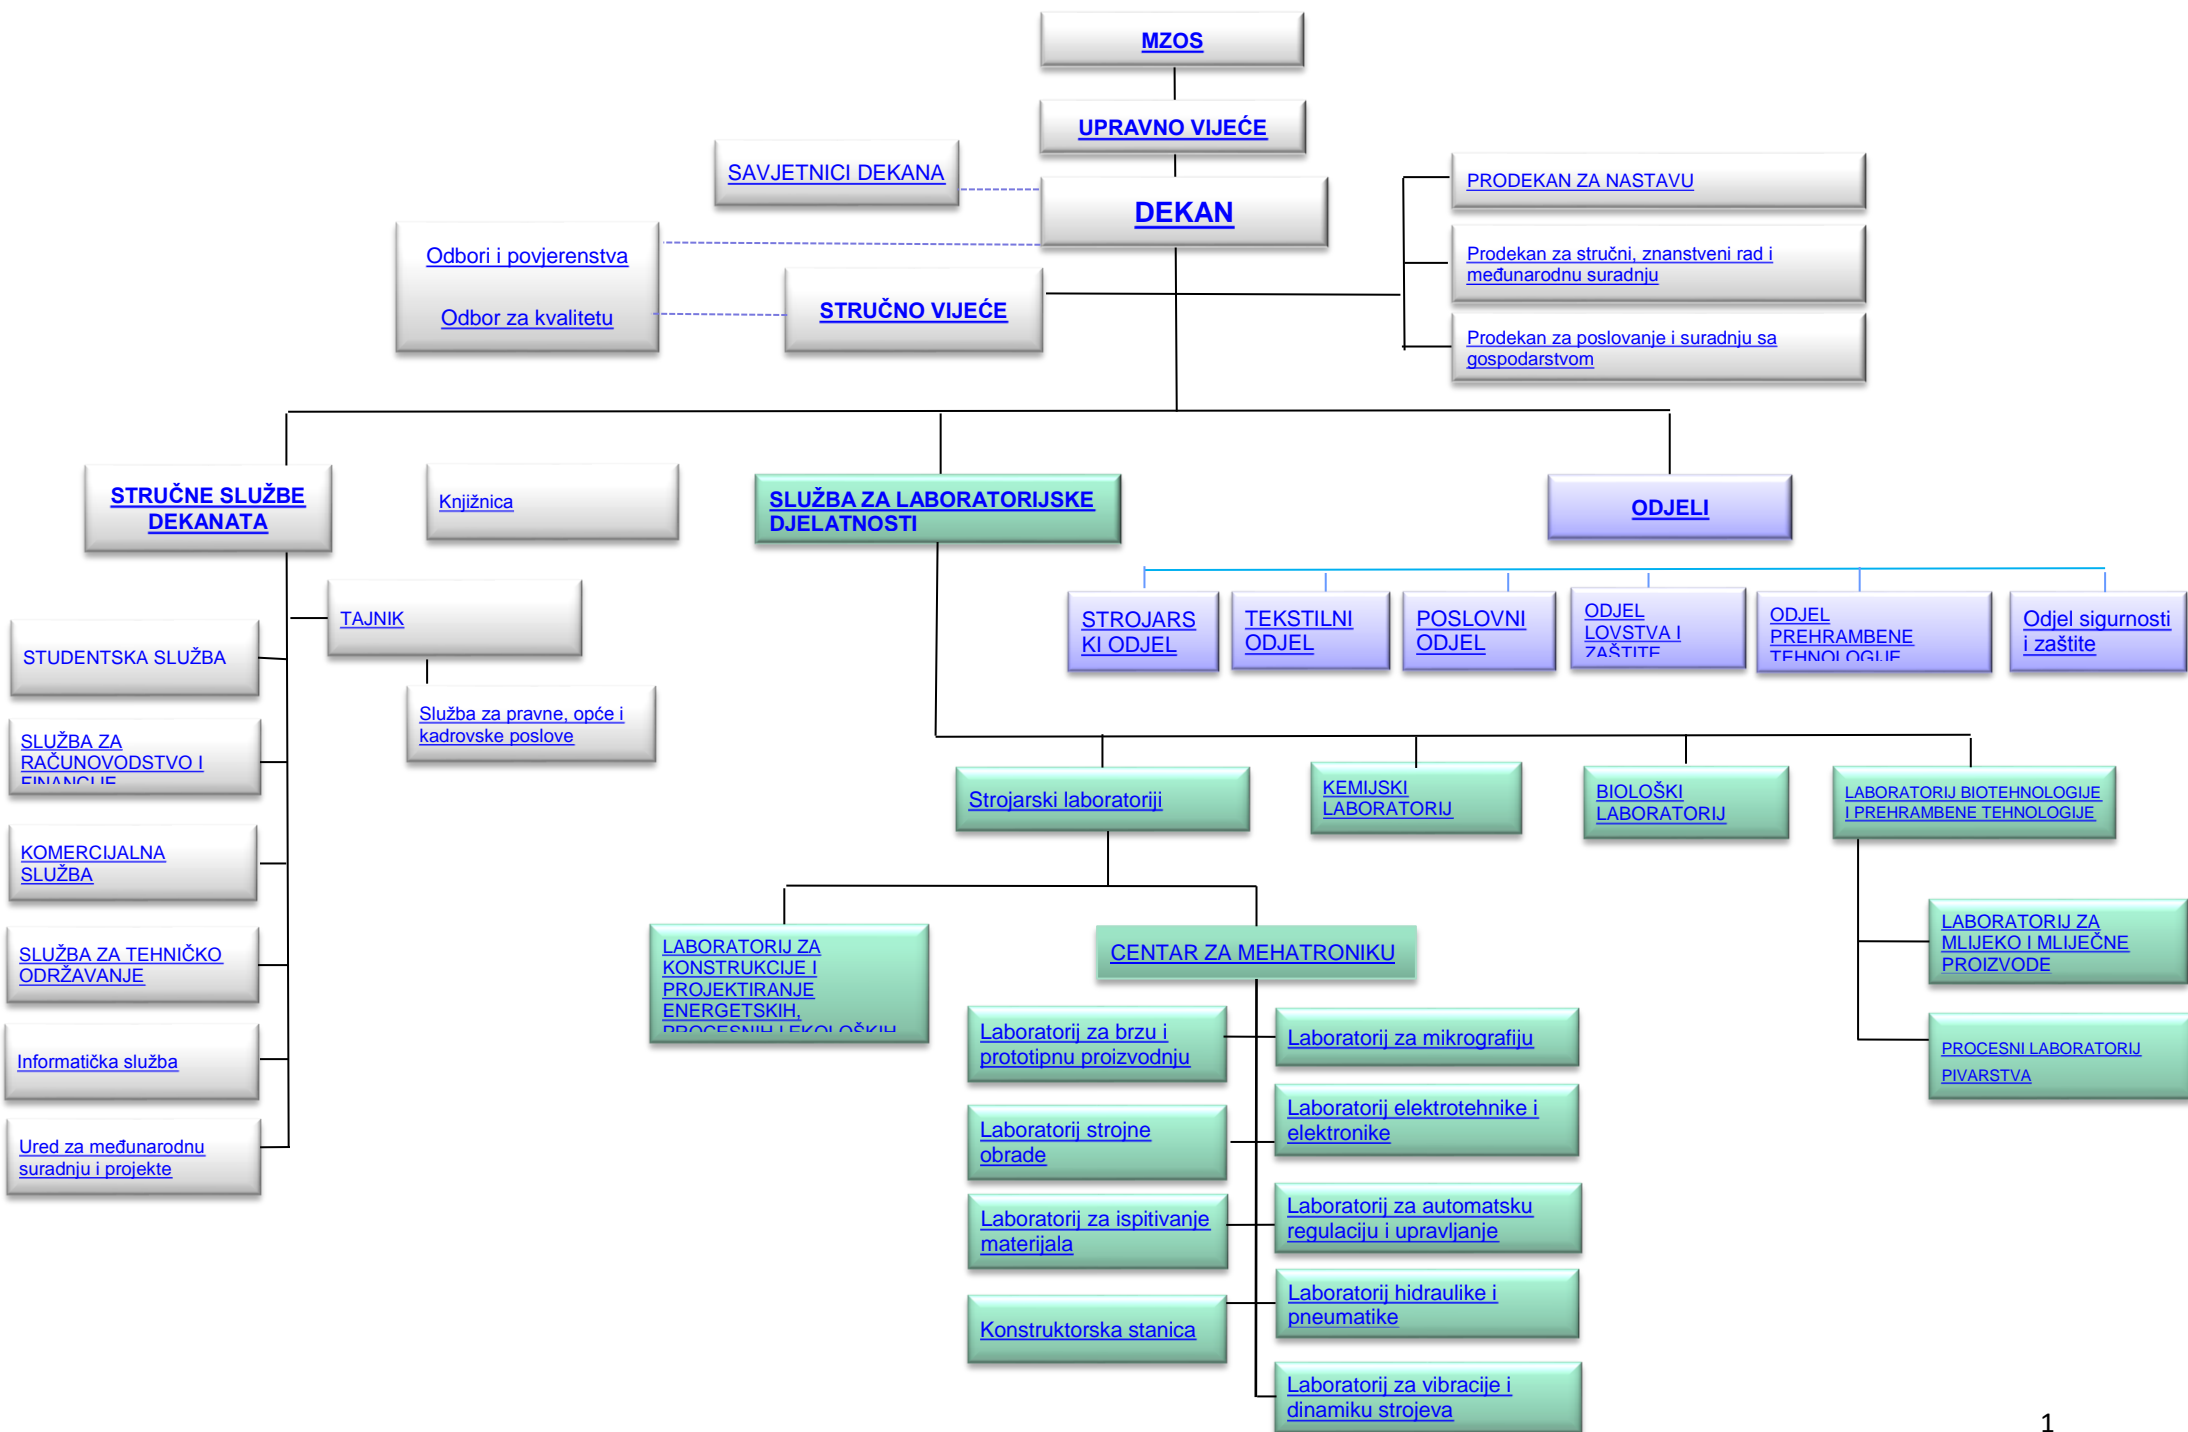 MZOS
UPRAVNO VIJEĆE
SAVJETNICI DEKANA
DEKAN
PRODEKAN ZA NASTAVU
Odbori i povjerenstva
Odbor za kvalitetu
STRUČNO VIJEĆE
Prodekan za stručni, znanstveni rad i
međunarodnu suradnju
Prodekan za poslovanje i suradnju sa
gospodarstvom
STRUČNE SLUŽBE
DEKANATA
Knjižnica
SLUŽBA ZA LABORATORIJSKE
DJELATNOSTI
ODJELI
TAJNIK
STUDENTSKA SLUŽBA
Služba za pravne, opće i
kadrovske poslove
SLUŽBA ZA
RAČUNOVODSTVO I
FINANCIJE
KOMERCIJALNA
SLUŽBA
SLUŽBA ZA TEHNIČKO
ODRŽAVANJE
Informatička služba
Ured za međunarodnu
suradnju i projekte
STROJARS
KI ODJEL
TEKSTILNI
ODJEL
POSLOVNI
ODJEL
ODJEL
LOVSTVA I
ZAŠTITE
ODJEL
PREHRAMBENE
TEHNOLOGIJE
Odjel sigurnosti
i zaštite
Strojarski laboratoriji
KEMIJSKI
LABORATORIJ
BIOLOŠKI
LABORATORIJ
LABORATORIJ BIOTEHNOLOGIJE
I PREHRAMBENE TEHNOLOGIJE
LABORATORIJ ZA
KONSTRUKCIJE I
PROJEKTIRANJE
ENERGETSKIH,
PROCESNIH I EKOLOŠKIH
CENTAR ZA MEHATRONIKU
LABORATORIJ ZA
MLIJEKO I MLIJEČNE
PROIZVODE
PROCESNI LABORATORIJ
PIVARSTVA
Laboratorij za brzu i
prototipnu proizvodnju
Laboratorij za mikrografiju
Laboratorij strojne
obrade
Laboratorij elektrotehnike i
elektronike
Laboratorij za ispitivanje
materijala
Laboratorij za automatsku
regulaciju i upravljanje
Konstruktorska stanica
Laboratorij hidraulike i
pneumatike
Laboratorij za vibracije i
dinamiku strojeva
1